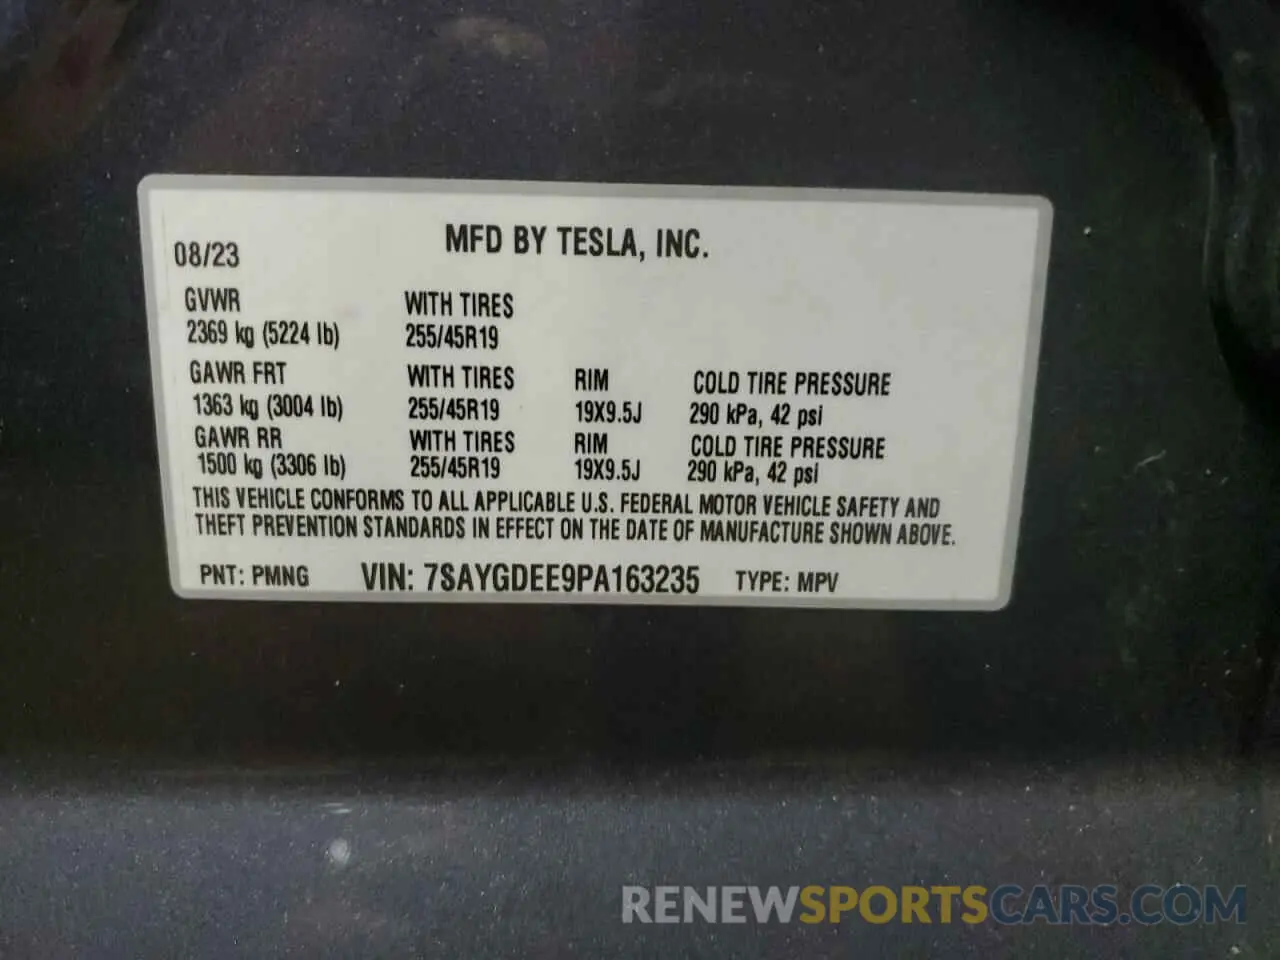 MFD BY TESLA, INC.
08/23
GVWR WITH TIRES
2369 kg (5224 lb) 255/45R19
GAWR FRT WITH TIRES RIM COLD TIRE PRESSURE
1363 kg (3004 lb) 255/45R19 19X9.5J 290 kPa, 42 psi
GAWR RR WITH TIRES RIM COLD TIRE PRESSURE
1500 kg (3306 lb) 255/45R19 19X9.5J 290 kPa, 42 psi
THIS VEHICLE CONFORMS TO ALL APPLICABLE U.S. FEDERAL MOTOR VEHICLE SAFETY AND
THEFT PREVENTION STANDARDS IN EFFECT ON THE DATE OF MANUFACTURE SHOWN ABOVE.
PNT: PMNG VIN: 7SAYGDEE9PA163235 TYPE: MPV
RENEWSPORTSCARS.COM